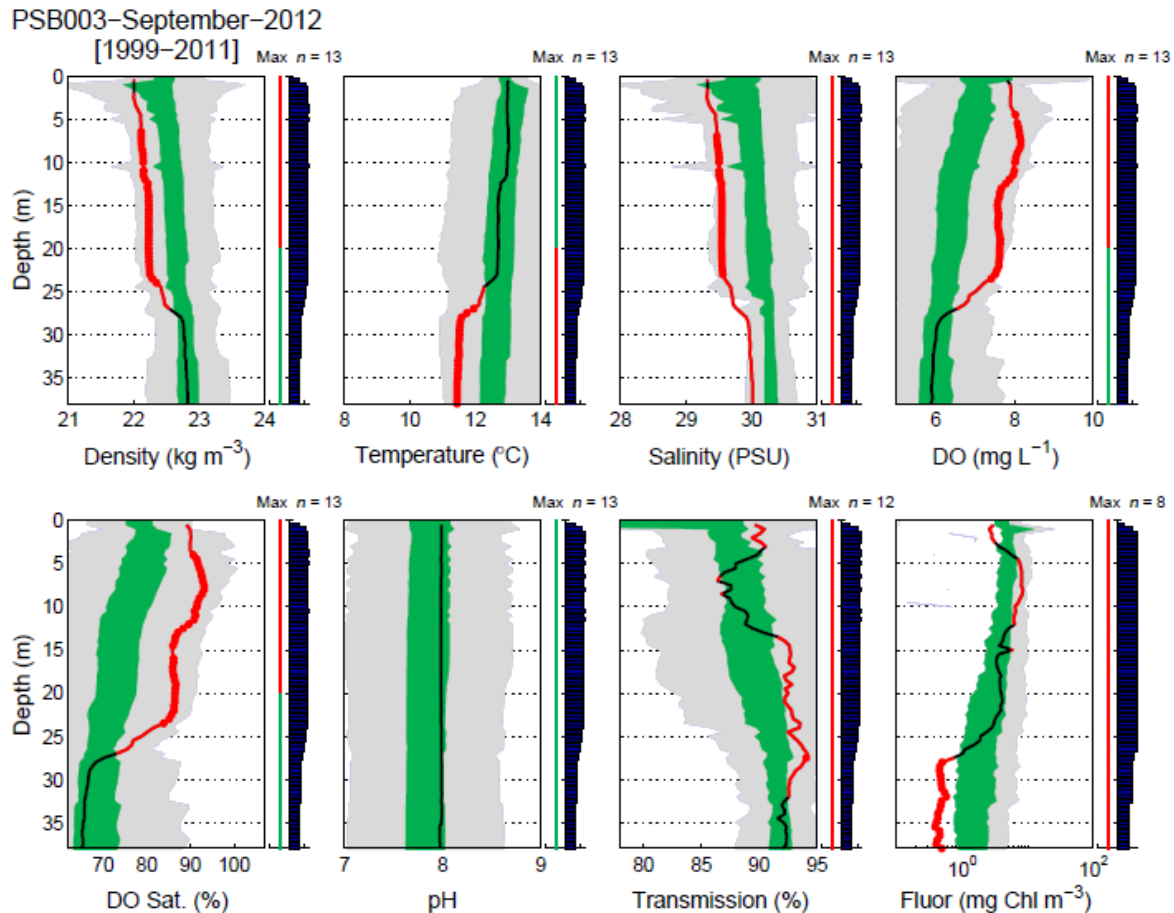 PSB003−September−2012
[1999−2011]
Max n = 13
Max n = 13
Max n = 13
Max n = 13
0
5
10
15
20
25
30
35
Depth (m)
21 22 23 24
8 10 12 14
28 29 30 31
6 8 10
Density (kg m−3)
Temperature (°C)
Salinity (PSU)
DO (mg L−1)
Max n = 13
Max n = 13
Max n = 12
Max n = 8
0
5
10
15
20
25
30
35
Depth (m)
70 80 90 100
7 8 9
80 85 90 95
10^0 10^2
DO Sat. (%)
pH
Transmission (%)
Fluor (mg Chl m−3)